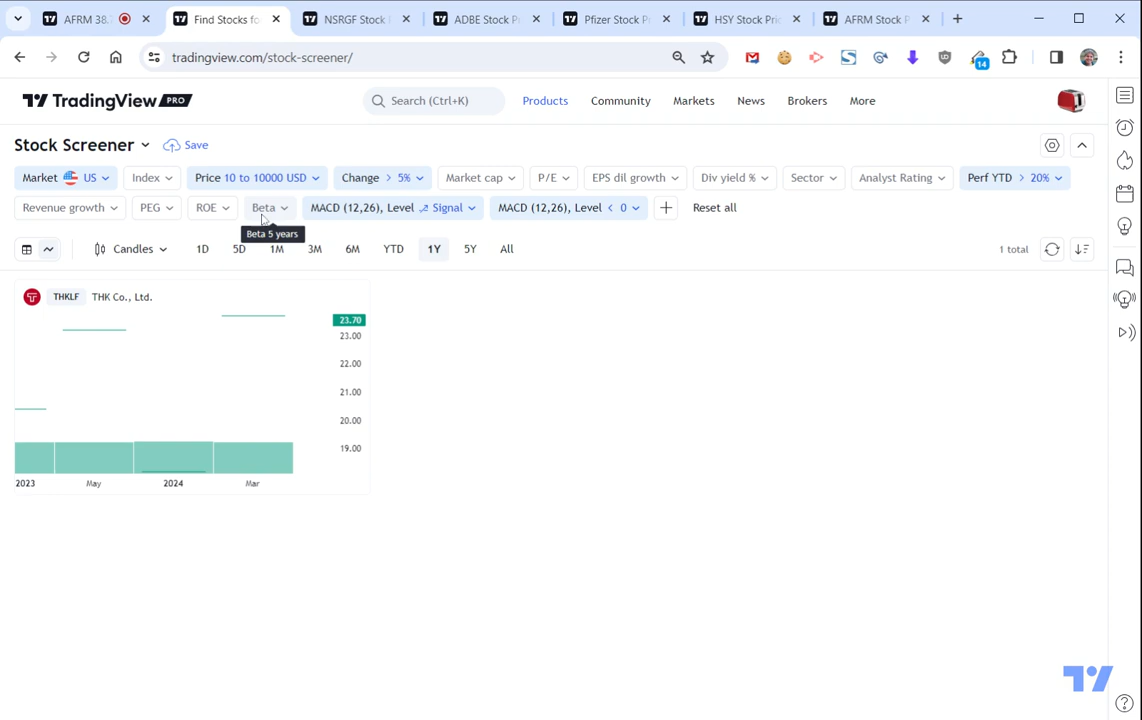 AFRM 38. Find Stocks fo NSRGF Stock ADBE Stock P Pfizer Stock P HSY Stock Pric AFRM Stock P
tradingview.com/stock-screener/
14
TradingView PRO
Search (Ctrl+K)
Products Community Markets News Brokers More
Stock Screener Save
Market US Index Price 10 to 10000 USD Change > 5% Market cap P/E EPS dil growth Div yield % Sector Analyst Rating Perf YTD > 20%
Revenue growth PEG ROE Beta MACD (12,26), Level Signal MACD (12,26), Level < 0 Reset all
Beta 5 years
Candles 1D 5D 1M 3M 6M YTD 1Y 5Y All 1 total
THKLF THK Co., Ltd.
23.70
23.00
22.00
21.00
20.00
19.00
2023 May 2024 Mar